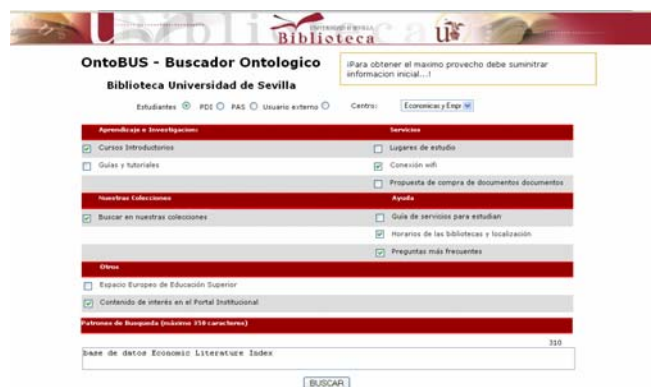 UNIVERSIDAD D SEVILLA
Biblioteca
OntoBUS - Buscador Ontologico
Biblioteca Universidad de Sevilla
¡Para obtener el maximo provecho debe suminitrar
informacion inicial...!
Estudiantes PDI PAS Usuario externo Centro: Economicas y Empr
Aprendizaje e Investigacion: Servicios
Cursos Introductorios Lugares de estudio
Guias y tutoriales Conexión wifi
Propuesta de compra de documentos documentos
Nuestras Colecciones Ayuda
Buscar en nuestras colecciones Guia de servicios para estudian
Horarios de las bibliotecas y localización
Preguntas más frecuentes
Otros
Espacio Europeo de Educación Superior
Contenido de interés en el Portal Institucional
Patrones de Busqueda (máximo 350 caracteres)
310
base de datos Economic Literature Index
BUSCAR